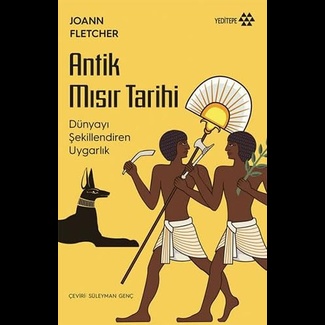 JOANN
FLETCHER
YEDİTEPE
Antik
Mısır Tarihi
Dünyayı
Şekillendiren
Uygarlık
ÇEVİRİ: SÜLEYMAN GENÇ